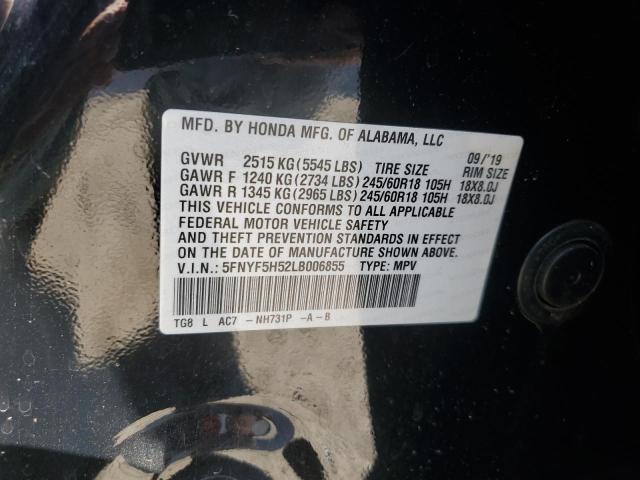 MFD. BY HONDA MFG. OF ALABAMA, LLC
GVWR 2515 KG(5545 LBS) TIRE SIZE 09/'19 RIM SIZE
GAWR F 1240 KG(2734 LBS) 245/60R18 105H 18X8.0J
GAWR R 1345 KG(2965 LBS) 245/60R18 105H 18X8.0J
THIS VEHICLE CONFORMS TO ALL APPLICABLE
FEDERAL MOTOR VEHICLE SAFETY
AND THEFT PREVENTION STANDARDS IN EFFECT
ON THE DATE OF MANUFACTURE SHOWN ABOVE.
V.I.N.: 5FNYF5H52LB006855 TYPE: MPV
TG8 L AC7 -NH731P -A-B